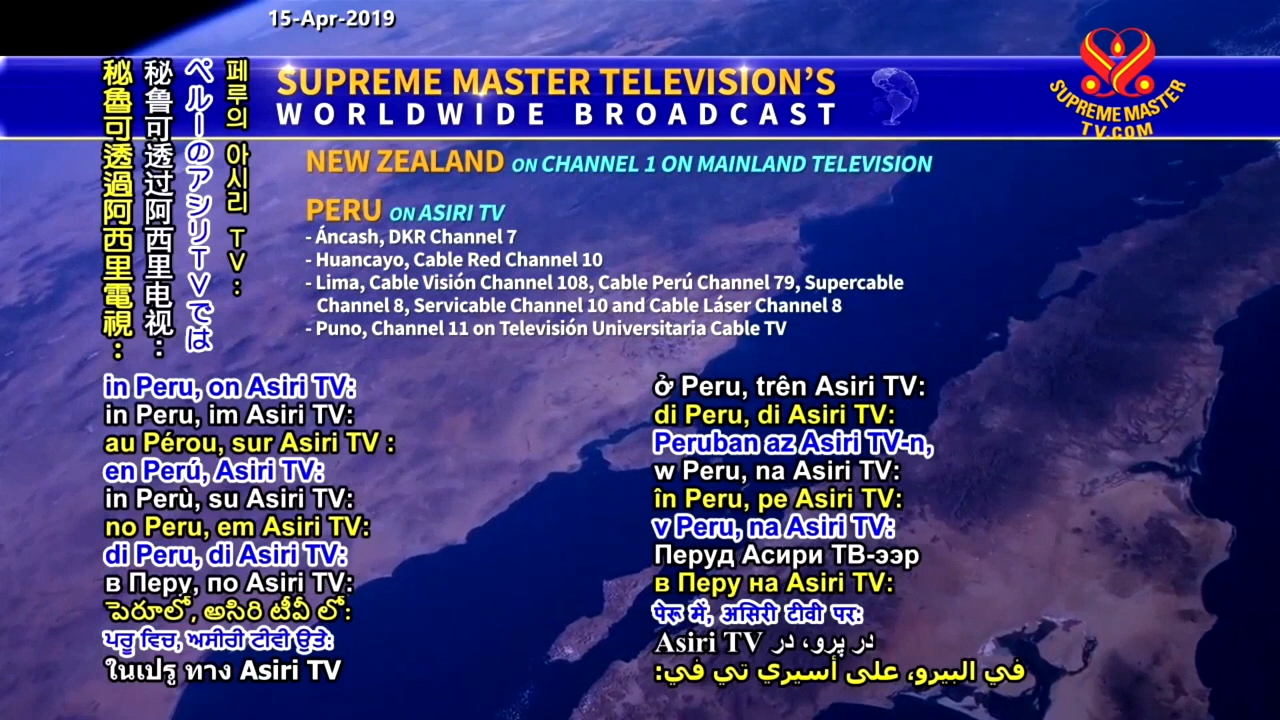 15-Apr-2019
SUPREME MASTER TELEVISION'S
WORLDWIDE BROADCAST
SUPREME MASTER
TV.COM
NEW ZEALAND ON CHANNEL 1 ON MAINLAND TELEVISION
PERU ON ASIRI TV
- Áncash, DKR Channel 7
- Huancayo, Cable Red Channel 10
- Lima, Cable Visión Channel 108, Cable Perú Channel 79, Supercable
Channel 8, Servicable Channel 10 and Cable Láser Channel 8
- Puno, Channel 11 on Televisión Universitaria Cable TV
페루의 아시리 TV:
ペルーのアシリTVでは
秘鲁可透过阿西里电视:
秘魯可透過阿西里電視:
in Peru, on Asiri TV:
in Peru, im Asiri TV:
au Pérou, sur Asiri TV :
en Perú, Asiri TV:
in Perù, su Asiri TV:
no Peru, em Asiri TV:
di Peru, di Asiri TV:
в Перу, по Asiri TV:
పెరూలో, అసిరి టీవీ లో:
ਪਰੂ ਵਿਚ, ਅਸੀਰੀ ਟੀਵੀ ਉਤੇ:
ในเปรู ทาง Asiri TV
ở Peru, trên Asiri TV:
di Peru, di Asiri TV:
Peruban az Asiri TV-n,
w Peru, na Asiri TV:
în Peru, pe Asiri TV:
v Peru, na Asiri TV:
Перуд Асири ТВ-ээр
в Перу на Asiri TV:
पेरू में, असिरी टीवी पर:
در پرو، در Asiri TV
في البيرو، على أسيري تي في: